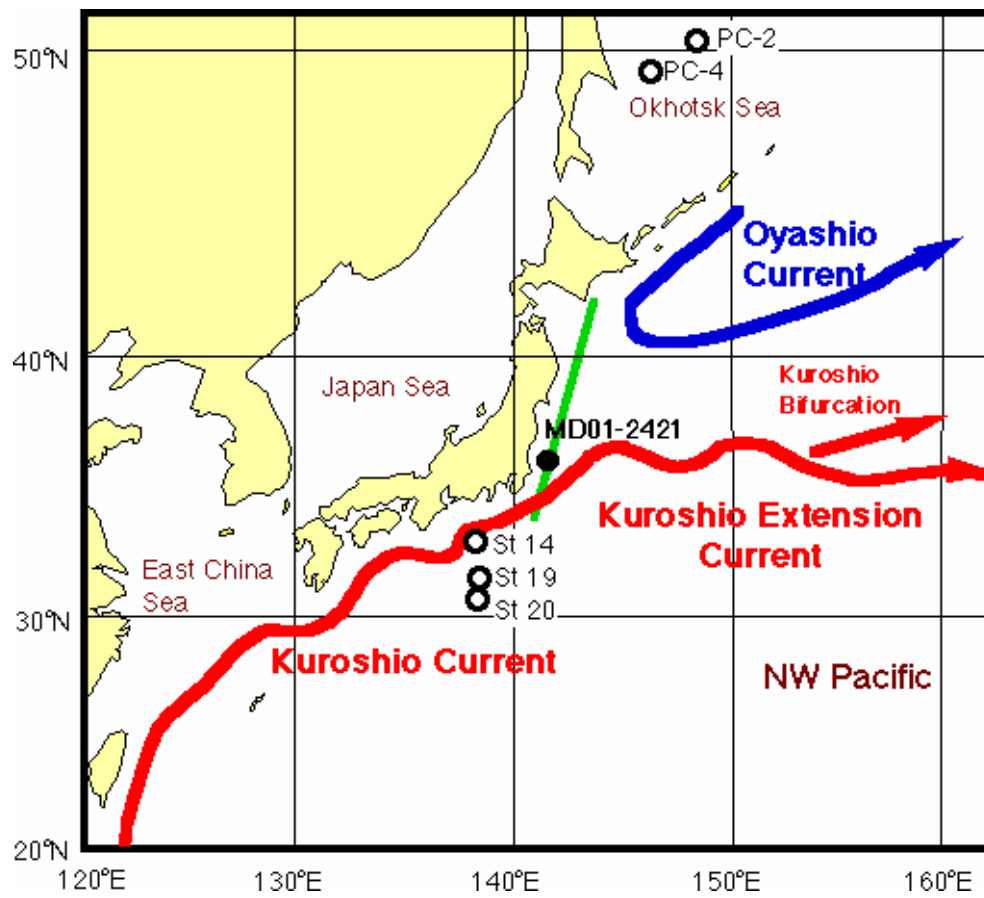 50°N
PC-2
PC-4
Okhotsk Sea
Oyashio
Current
40°N
Japan Sea
Kuroshio
Bifurcation
MD01-2421
Kuroshio Extension
Current
St 14
East China
Sea
St 19
St 20
30°N
Kuroshio Current
NW Pacific
20°N
120°E
130°E
140°E
150°E
160°E